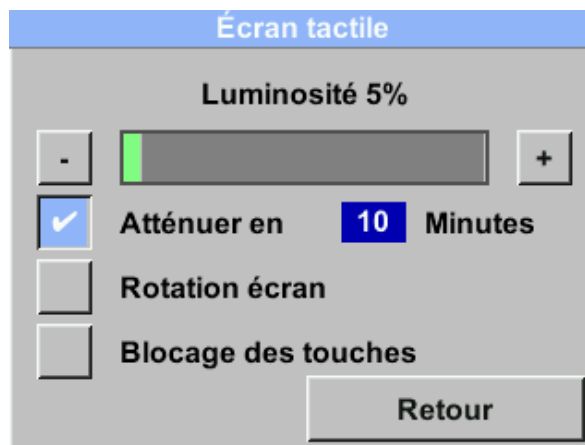 Écran tactile
Luminosité 5%
- +
Atténuer en 10 Minutes
Rotation écran
Blocage des touches
Retour